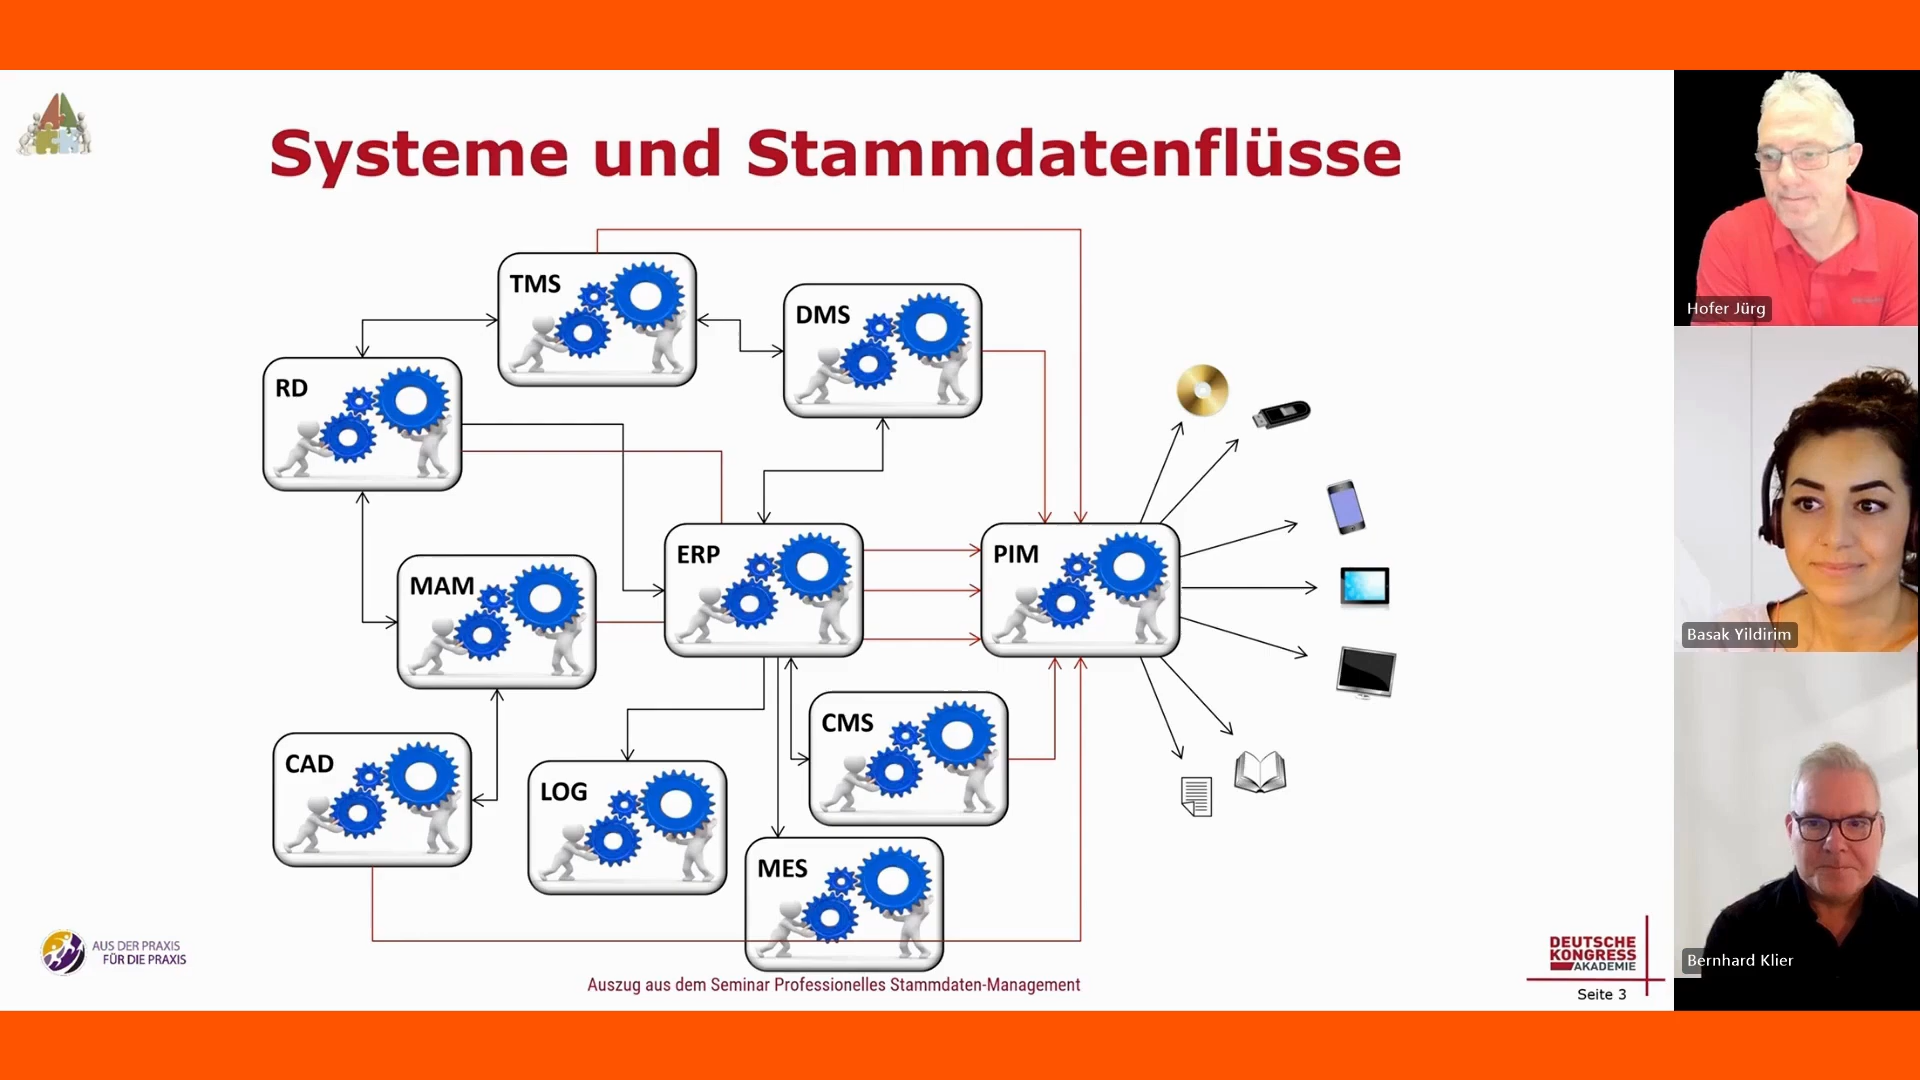 Systeme und Stammdatenflüsse
TMS
DMS
RD
ERP
PIM
MAM
CMS
CAD
LOG
MES
AUS DER PRAXIS
FÜR DIE PRAXIS
Auszug aus dem Seminar Professionelles Stammdaten-Management
DEUTSCHE
KONGRESS
AKADEMIE
Seite 3
Hofer Jürg
Basak Yildirim
Bernhard Klier